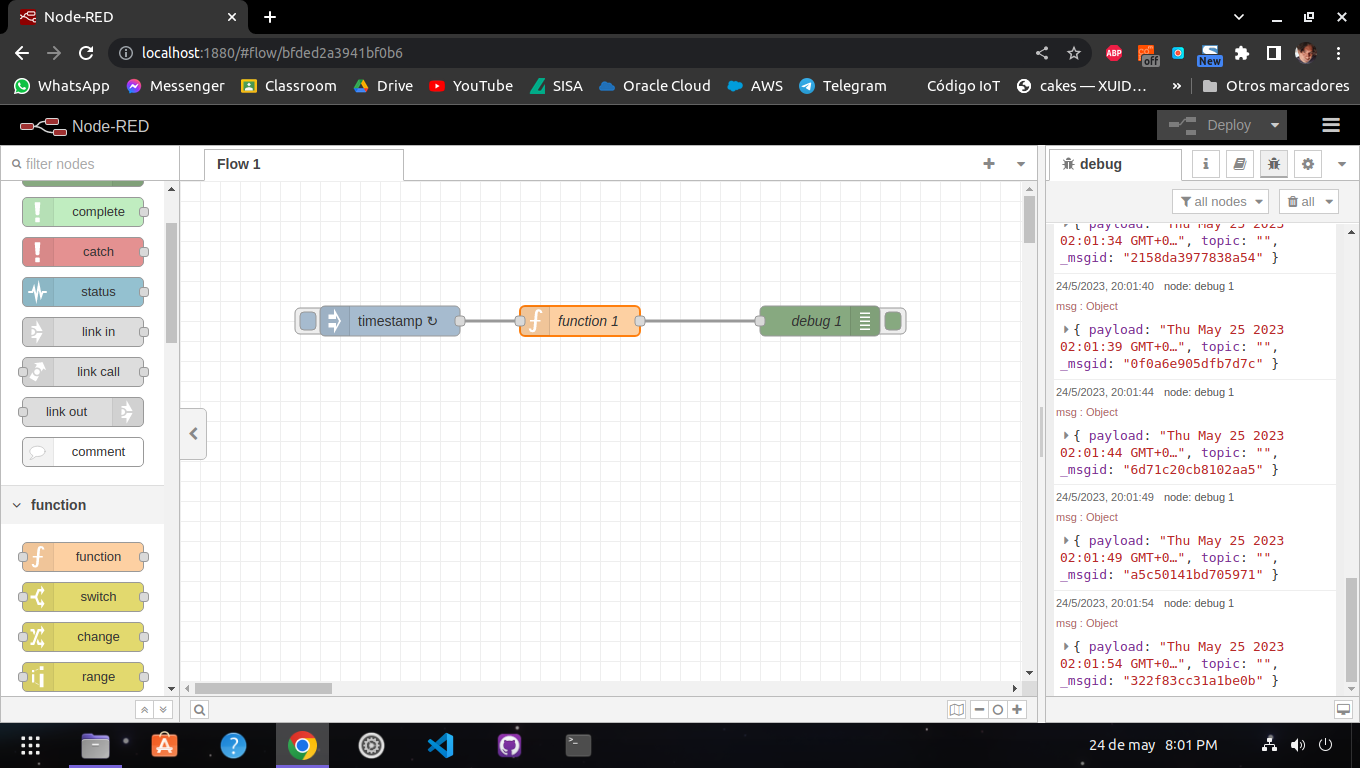 Node-RED
localhost:1880/#flow/bfded2a3941bf0b6
ABP
off
New
WhatsApp
Messenger
Classroom
Drive
YouTube
SISA
Oracle Cloud
AWS
Telegram
Código IoT
cakes — XUID…
»
Otros marcadores
Node-RED
Deploy
filter nodes
Flow 1
debug
all nodes
all
complete
catch
status
link in
link call
link out
comment
function
function
switch
change
range
timestamp ↻
function 1
debug 1
{ payload: "Thu May 25 2023
02:01:34 GMT+0…", topic: "",
_msgid: "2158da3977838a54" }
24/5/2023, 20:01:40 node: debug 1
msg : Object
{ payload: "Thu May 25 2023
02:01:39 GMT+0…", topic: "",
_msgid: "0f0a6e905dfb7d7c" }
24/5/2023, 20:01:44 node: debug 1
msg : Object
{ payload: "Thu May 25 2023
02:01:44 GMT+0…", topic: "",
_msgid: "6d71c20cb8102aa5" }
24/5/2023, 20:01:49 node: debug 1
msg : Object
{ payload: "Thu May 25 2023
02:01:49 GMT+0…", topic: "",
_msgid: "a5c50141bd705971" }
24/5/2023, 20:01:54 node: debug 1
msg : Object
{ payload: "Thu May 25 2023
02:01:54 GMT+0…", topic: "",
_msgid: "322f83cc31a1be0b" }
24 de may 8:01 PM